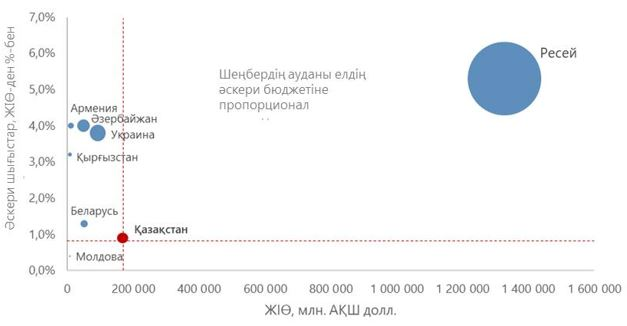 7,0%
6,0%
5,0%
4,0%
3,0%
2,0%
1,0%
0,0%
Әскери шығыстар, ЖІӨ-ден %-бен
Ресей
Шеңбердің ауданы елдің
әскери бюджетіне
пропорционал
Армения
Әзербайжан
Украина
Қырғызстан
Беларусь
Қазақстан
Молдова
0
200 000
400 000
600 000
800 000
1 000 000
1 200 000
1 400 000
1 600 000
ЖІӨ, млн. АҚШ долл.